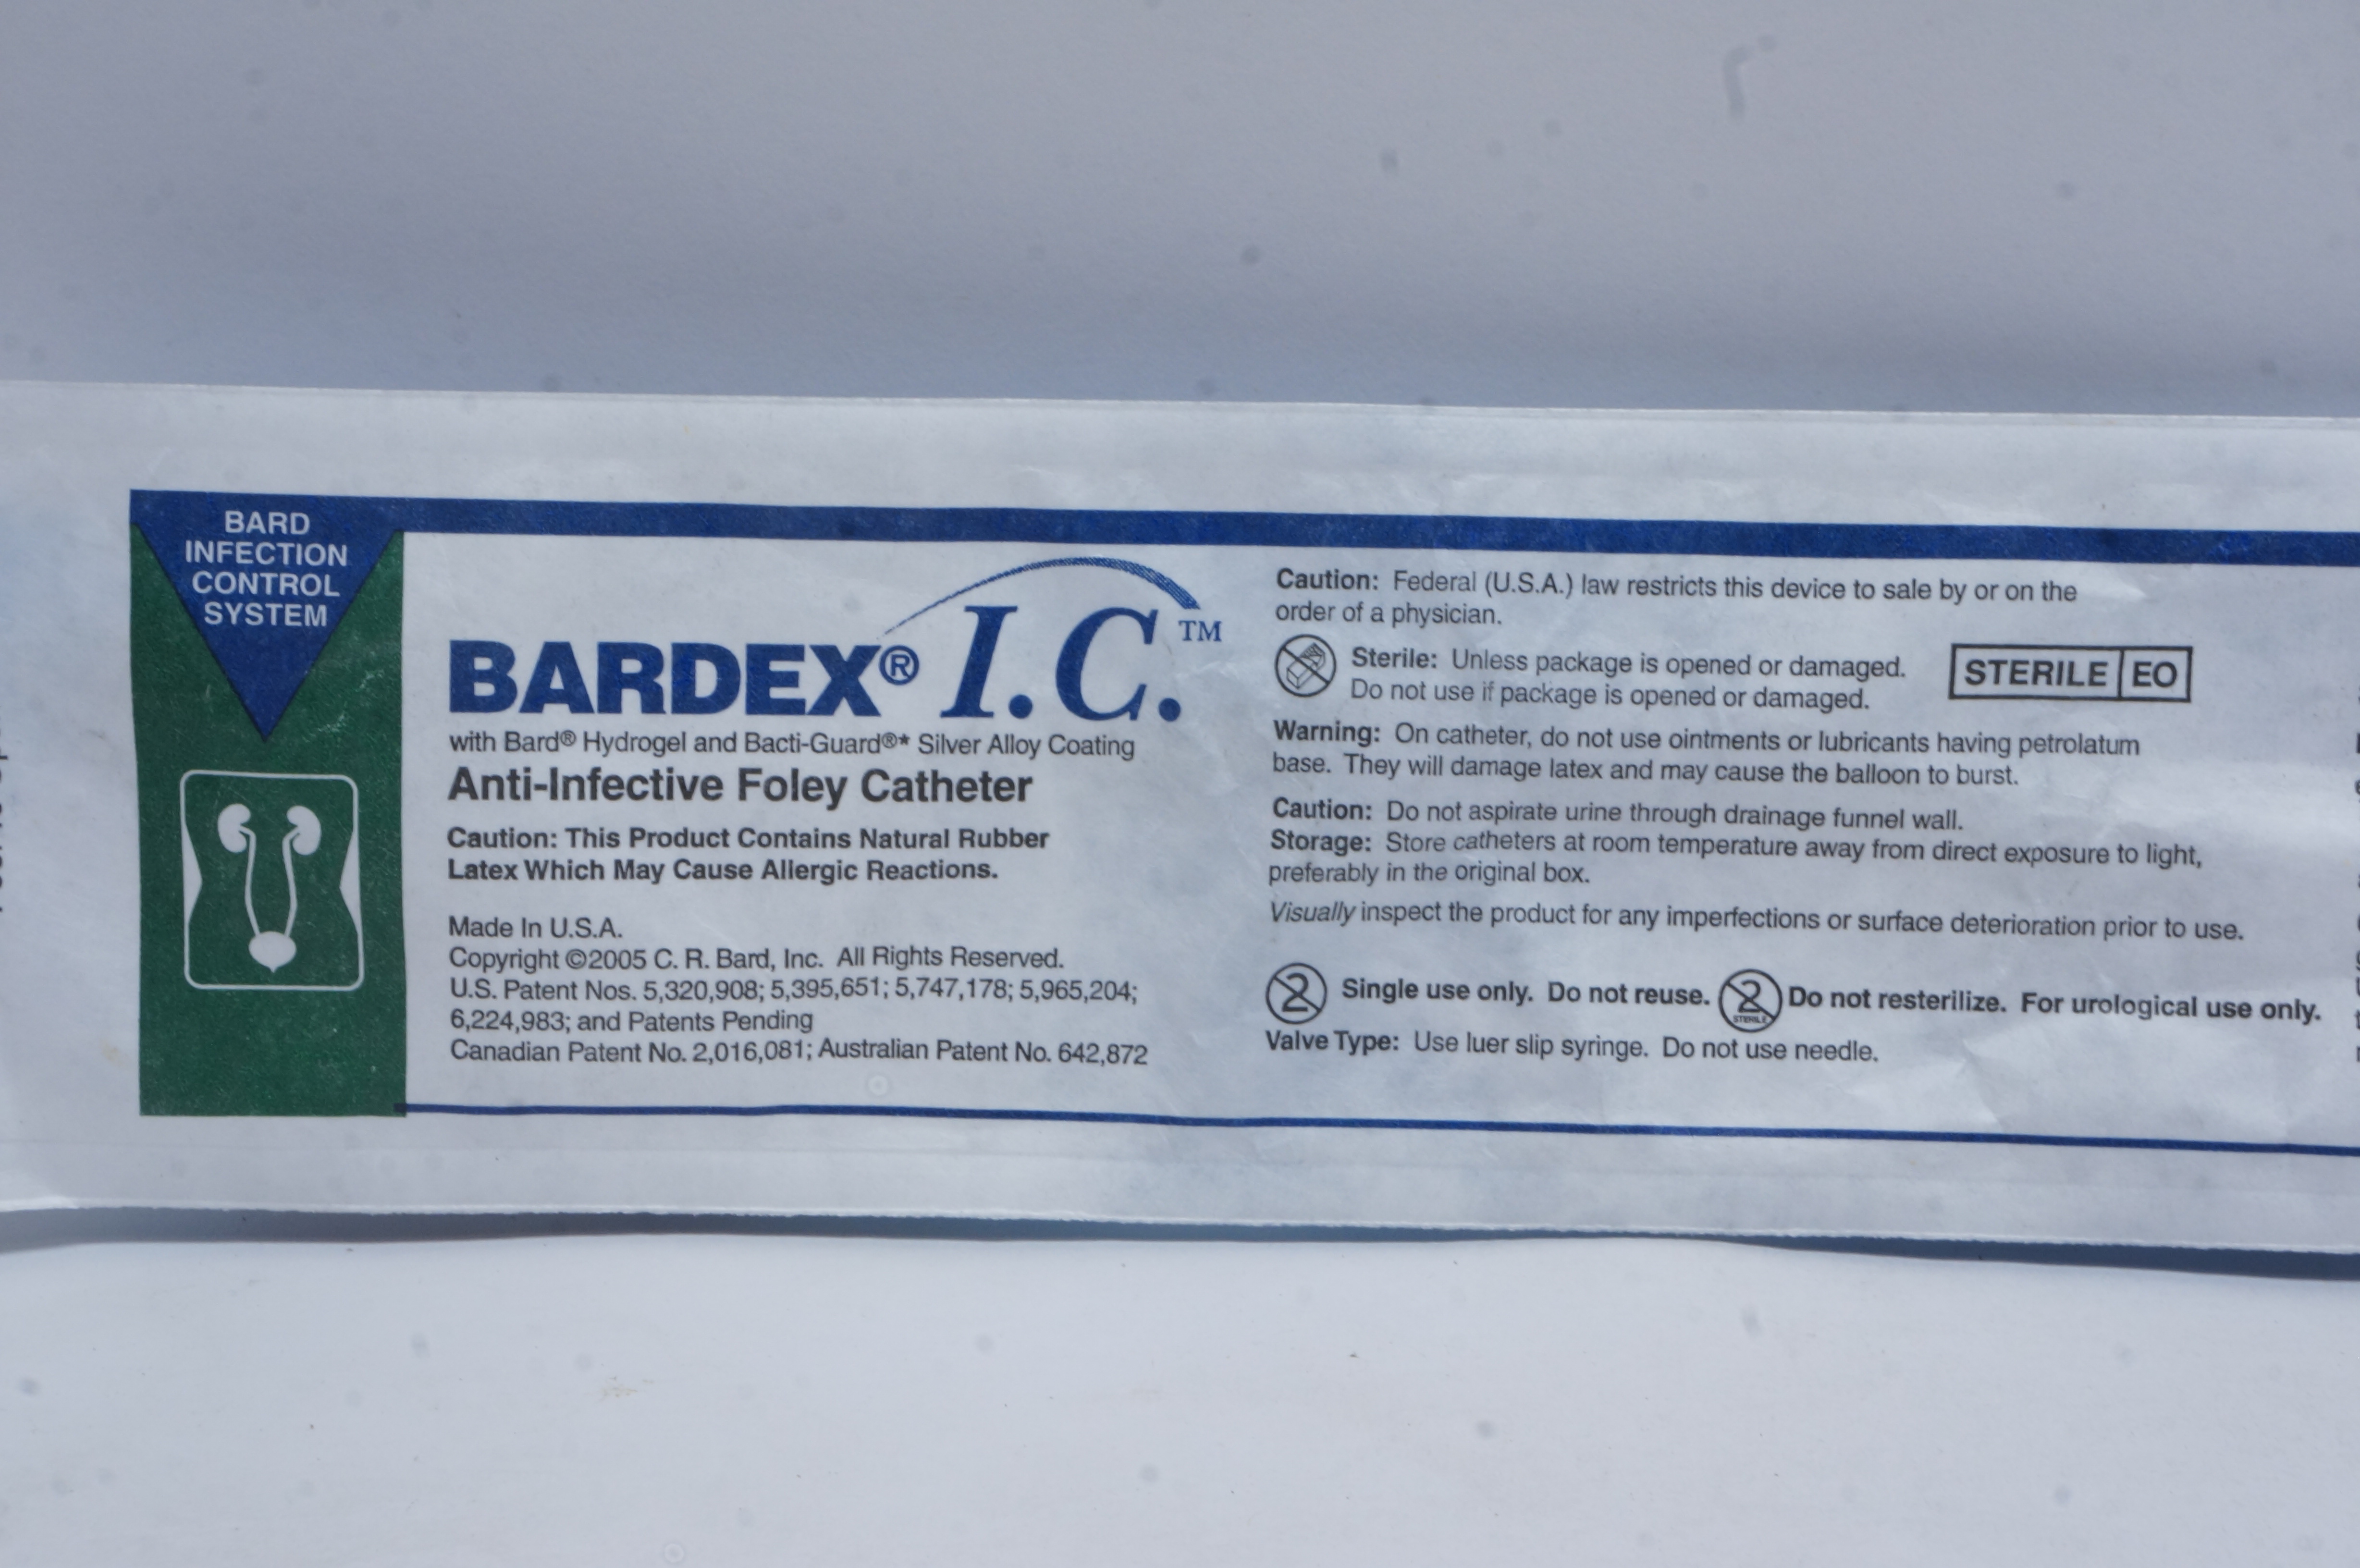 BARD
INFECTION
CONTROL
SYSTEM
BARDEX® I.C.™
with Bard® Hydrogel and Bacti-Guard®* Silver Alloy Coating
Anti-Infective Foley Catheter
Caution: This Product Contains Natural Rubber
Latex Which May Cause Allergic Reactions.
Made In U.S.A.
Copyright ©2005 C. R. Bard, Inc. All Rights Reserved.
U.S. Patent Nos. 5,320,908; 5,395,651; 5,747,178; 5,965,204;
6,224,983; and Patents Pending
Canadian Patent No. 2,016,081; Australian Patent No. 642,872
Caution: Federal (U.S.A.) law restricts this device to sale by or on the
order of a physician.
Sterile: Unless package is opened or damaged.
Do not use if package is opened or damaged.
STERILE EO
Warning: On catheter, do not use ointments or lubricants having petrolatum
base. They will damage latex and may cause the balloon to burst.
Caution: Do not aspirate urine through drainage funnel wall.
Storage: Store catheters at room temperature away from direct exposure to light,
preferably in the original box.
Visually inspect the product for any imperfections or surface deterioration prior to use.
2 Single use only. Do not reuse. 2 STERILE Do not resterilize. For urological use only.
Valve Type: Use luer slip syringe. Do not use needle.